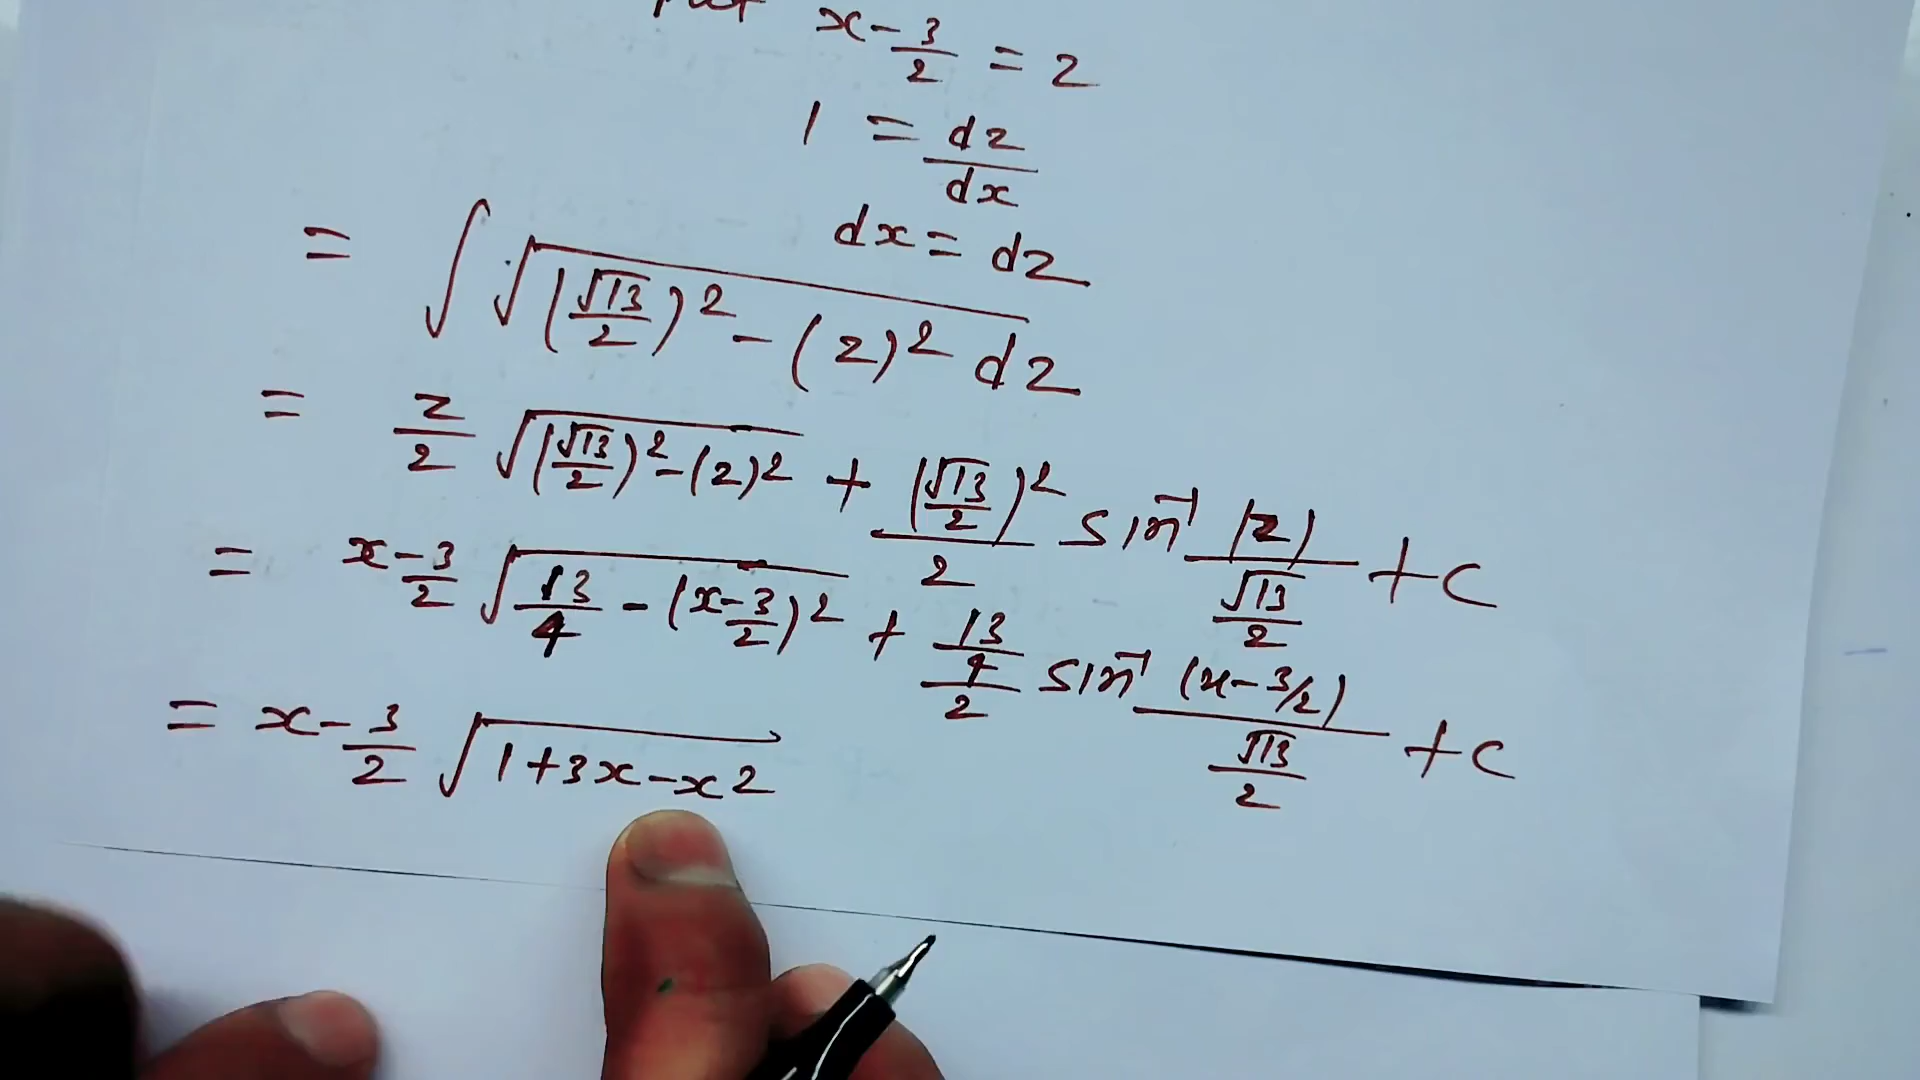 Put x - 3/2 = z
1 = dz/dx
dx = dz
= ∫ √((√13/2)² - (z)²) dz
= z/2 √((√13/2)² - (z)²) + (√13/2)²/2 sin⁻¹ (z)/(√13/2) + c
= x - 3/2 √(13/4 - (x - 3/2)²) + 13/4/2 sin⁻¹ (x - 3/2)/(√13/2) + c
= x - 3/2 √(1 + 3x - x2)